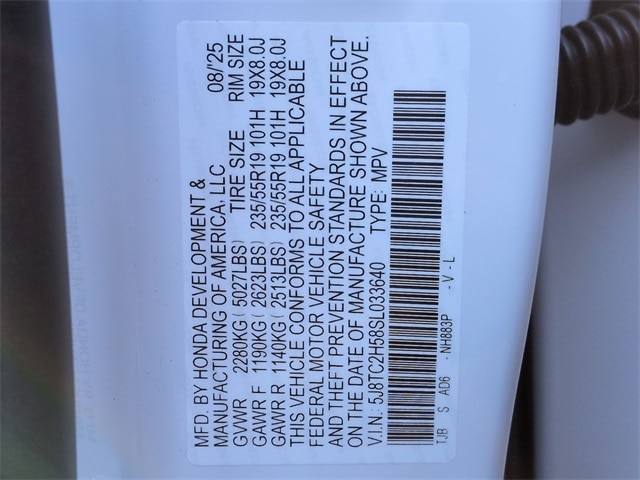 MFD. BY HONDA DEVELOPMENT & 08/'25
MANUFACTURING OF AMERICA, LLC
GVWR 2280KG ( 5027LBS) TIRE SIZE RIM SIZE
GAWR F 1190KG ( 2623LBS) 235/55R19 101H 19X8.0J
GAWR R 1140KG ( 2513LBS) 235/55R19 101H 19X8.0J
THIS VEHICLE CONFORMS TO ALL APPLICABLE
FEDERAL MOTOR VEHICLE SAFETY
AND THEFT PREVENTION STANDARDS IN EFFECT
ON THE DATE OF MANUFACTURE SHOWN ABOVE.
V.I.N.: 5J8TC2H58SL033640 TYPE: MPV
TJB S AD6 - NH883P - V - L